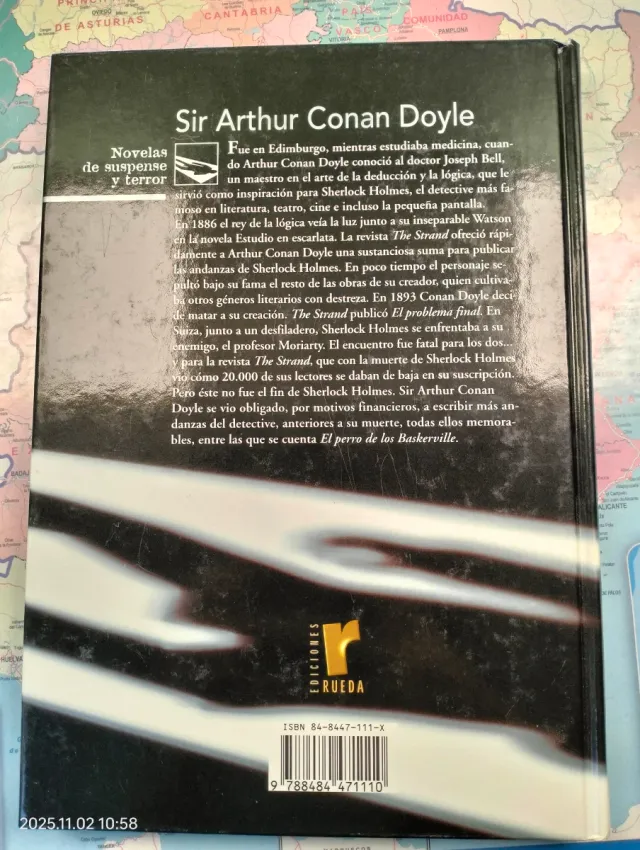 PRINCI
DE ASTURIAS
OVIEDO
CANTABRIA
PAÍS
VASCO
VITORIA
COMUNIDAD
PAMPLONA
Sir Arthur Conan Doyle
Novelas
de suspense
y terror
Fue en Edimburgo, mientras estudiaba medicina, cuan-
do Arthur Conan Doyle conoció al doctor Joseph Bell,
un maestro en el arte de la deducción y la lógica, que le
sirvió como inspiración para Sherlock Holmes, el detective más fa-
moso en literatura, teatro, cine e incluso la pequeña pantalla.
En 1886 el rey de la lógica veía la luz junto a su inseparable Watson
en la novela Estudio en escarlata. La revista The Strand ofreció rápi-
damente a Arthur Conan Doyle una sustanciosa suma para publicar
las andanzas de Sherlock Holmes. En poco tiempo el personaje se-
pultó bajo su fama el resto de las obras de su creador, quien cultiva-
ba otros géneros literarios con destreza. En 1893 Conan Doyle deci-
de matar a su creación. The Strand publicó El problema final. En
Suiza, junto a un desfiladero, Sherlock Holmes se enfrentaba a su
enemigo, el profesor Moriarty. El encuentro fue fatal para los dos...
y para la revista The Strand, que con la muerte de Sherlock Holmes
vio cómo 20.000 de sus lectores se daban de baja en su suscripción.
Pero éste no fue el fin de Sherlock Holmes. Sir Arthur Conan
Doyle se vio obligado, por motivos financieros, a escribir más an-
danzas del detective, anteriores a su muerte, todas ellos memora-
bles, entre las que se cuenta El perro de los Baskerville.
ALICANTE
HUELVA
EDICIONES
r
RUEDA
ISBN 84-8447-111-X
9 788484 471110
2025.11.02 10:58